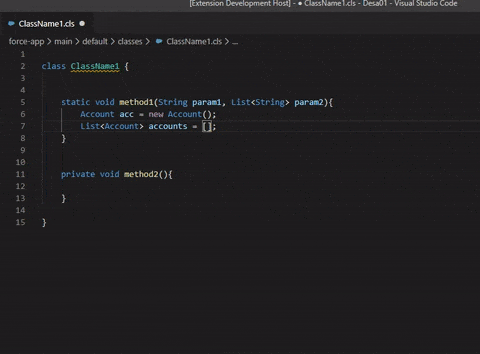 [Extension Development Host] - ● ClassName1.cls - Desa01 - Visual Studio Code
ClassName1.cls ●
force-app > main > default > classes > ClassName1.cls > ...
1
2 class ClassName1 {
3
4
5 static void method1(String param1, List<String> param2){
6 Account acc = new Account();
7 List<Account> accounts = [];
8 }
9
10
11 private void method2(){
12
13 }
14
15 }